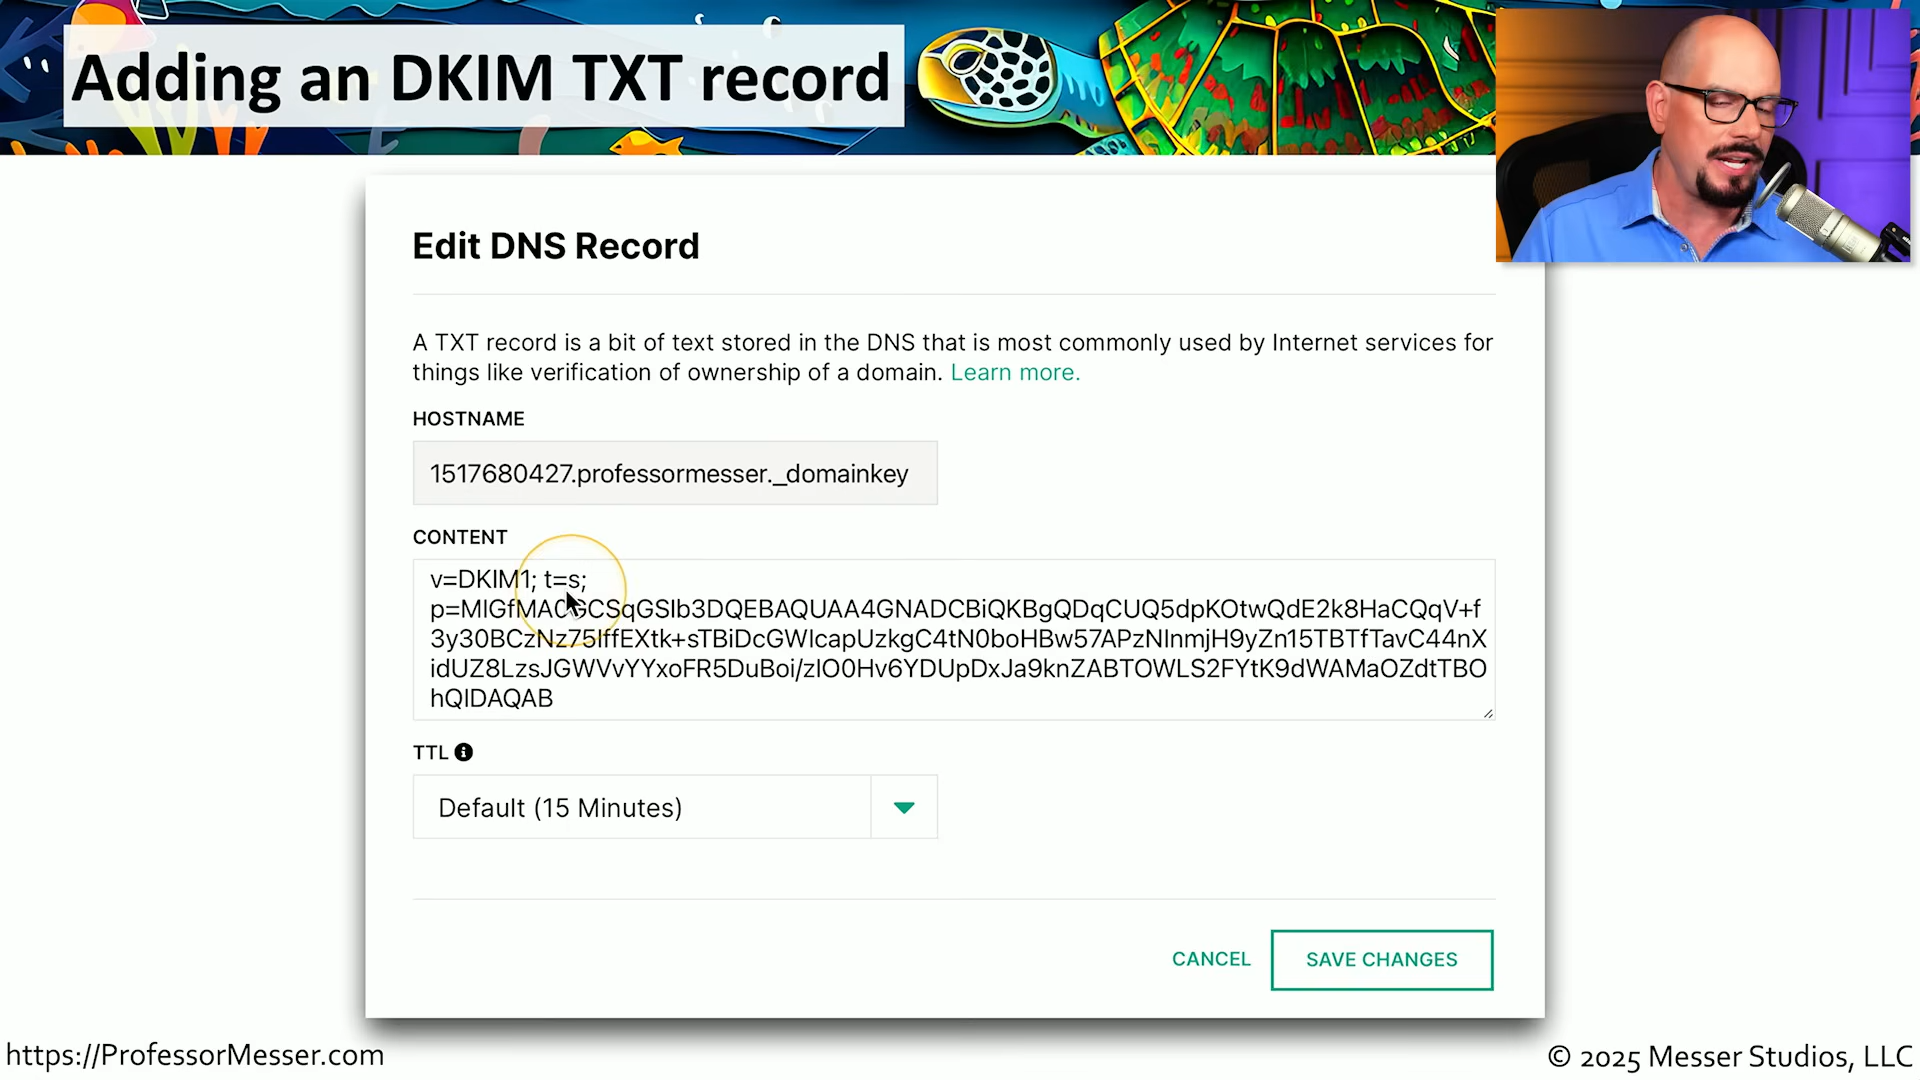 Adding an DKIM TXT record
Edit DNS Record
A TXT record is a bit of text stored in the DNS that is most commonly used by Internet services for
things like verification of ownership of a domain. Learn more.
HOSTNAME
1517680427.professormesser._domainkey
CONTENT
v=DKIM1; t=s;
p=MIGfMA0GCSqGSIb3DQEBAQUAA4GNADCBiQKBgQDqCUQ5dpKOtwQdE2k8HaCQqV+f
3y30BCzNz75IffEXtk+sTBiDcGWIcapUzkgC4tN0boHBw57APzNInmjH9yZn15TBTfTavC44nX
idUZ8LzsJGWVvYYxoFR5DuBoi/zIO0Hv6YDUpDxJa9knZABTOWLS2FYtK9dWAMaOZdtTBO
hQIDAQAB
TTL
Default (15 Minutes)
CANCEL
SAVE CHANGES
https://ProfessorMesser.com
© 2025 Messer Studios, LLC